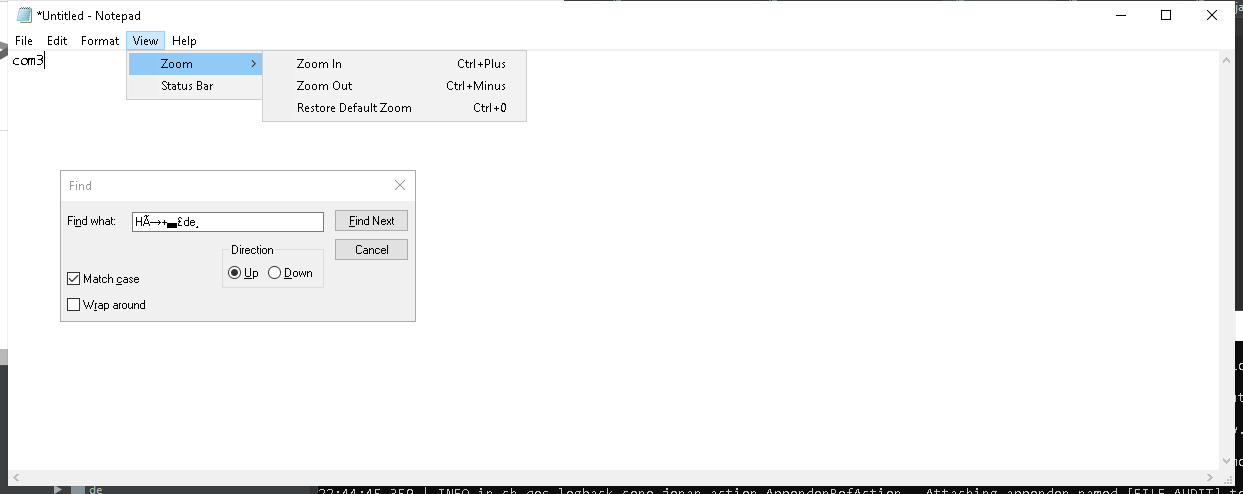 *Untitled - Notepad
File Edit Format View Help
com3
Zoom
Status Bar
Zoom In Ctrl+Plus
Zoom Out Ctrl+Minus
Restore Default Zoom Ctrl+0
Find
Find what: HÃ→+▬£de¸ Find Next
Cancel
Direction
Up Down
Match case
Wrap around
de
22:44:45,359 | INFO in ch.qos.logback.core.joran.action.AppenderRefAction - Attaching appender named [FILE_AUDIT] t